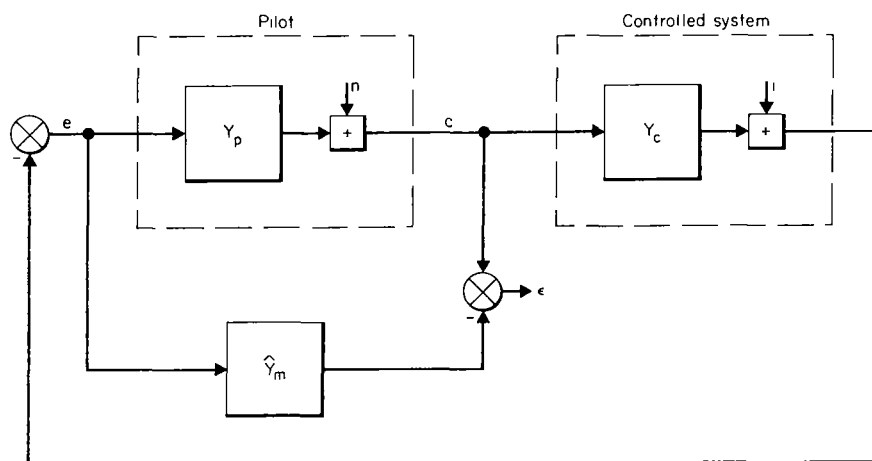 Pilot
Controlled system
n
i
e
Y_p
+
c
Y_c
+
-
-
ϵ
Ŷ_m